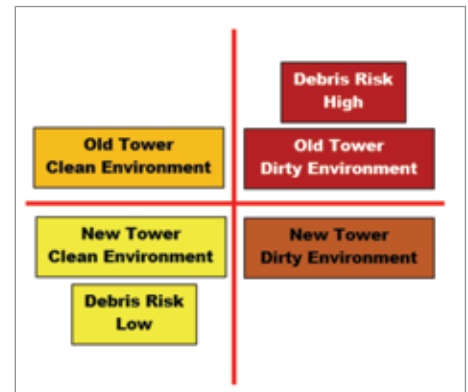 Debris Risk
High
Old Tower
Clean Environment
Old Tower
Dirty Environment
New Tower
Clean Environment
New Tower
Dirty Environment
Debris Risk
Low